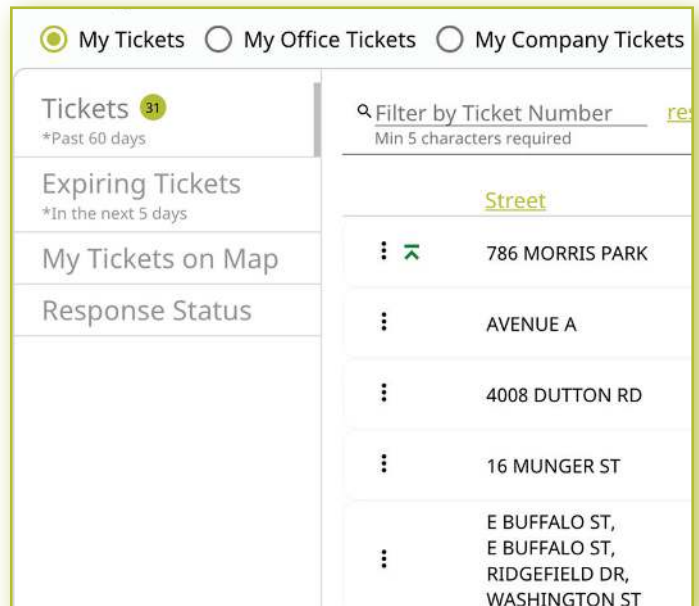 My Tickets My Office Tickets My Company Tickets
Tickets 31
*Past 60 days
Expiring Tickets
*In the next 5 days
My Tickets on Map
Response Status
Filter by Ticket Number
Min 5 characters required
Street
786 MORRIS PARK
AVENUE A
4008 DUTTON RD
16 MUNGER ST
E BUFFALO ST,
E BUFFALO ST,
RIDGEFIELD DR,
WASHINGTON ST